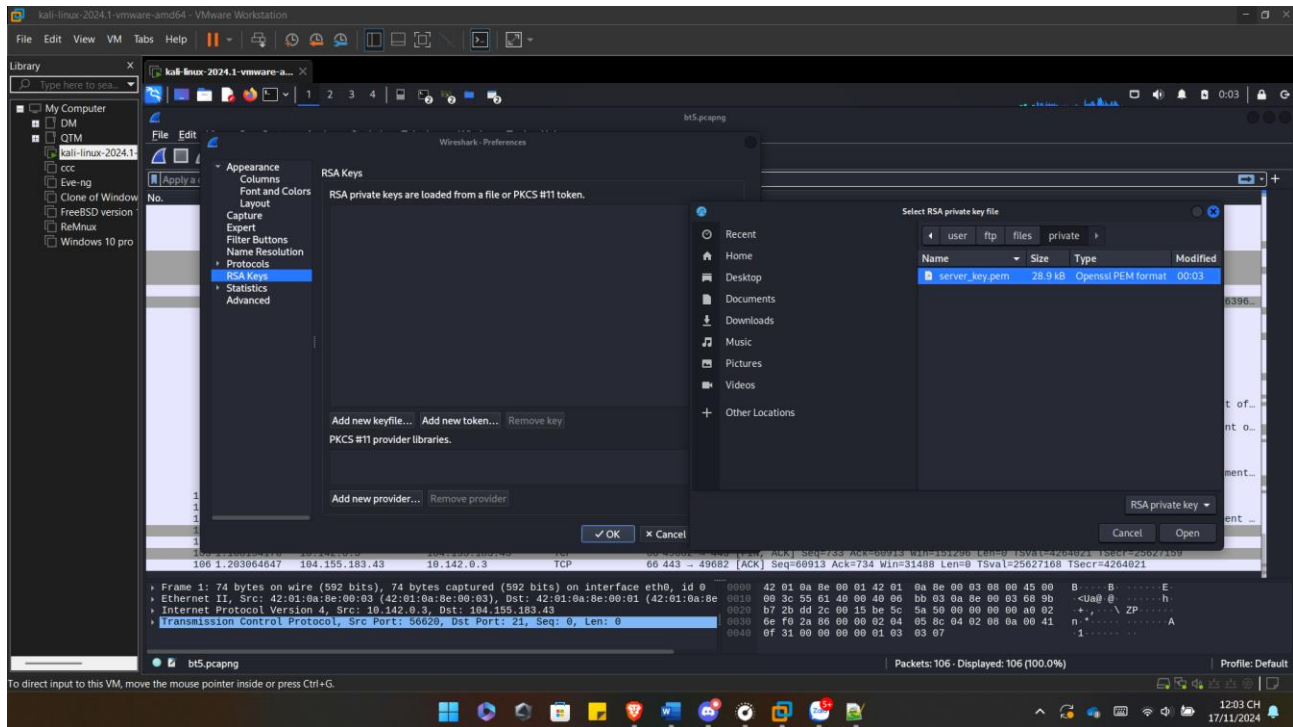 kali-linux-2024.1-vmware-amd64 - VMware Workstation
File Edit View VM Tabs Help
Library
Type here to sea...
My Computer
DM
QTM
kali-linux-2024.1-
ccc
Eve-ng
Clone of Window
FreeBSD version
ReMnux
Windows 10 pro
kali-linux-2024.1-vmware-a...
1 2 3 4
0:03
bt5.pcapng
File Edit
Apply a
No.
Wireshark · Preferences
Appearance
Columns
Font and Colors
Layout
Capture
Expert
Filter Buttons
Name Resolution
Protocols
RSA Keys
Statistics
Advanced
RSA Keys
RSA private keys are loaded from a file or PKCS #11 token.
Add new keyfile... Add new token... Remove key
PKCS #11 provider libraries.
Add new provider... Remove provider
OK Cancel
Select RSA private key file
Recent
Home
Desktop
Documents
Downloads
Music
Pictures
Videos
Other Locations
user ftp files private
Name Size Type Modified
server_key.pem 28.9 kB Openssl PEM format 00:03
RSA private key
Cancel Open
6396…
t of…
nt o…
ment…
ent …
106 1.203064647 104.155.183.43 10.142.0.3 TCP 66 443 → 49682 [ACK] Seq=60913 Ack=734 Win=31488 Len=0 TSval=25627168 TSecr=4264021
Frame 1: 74 bytes on wire (592 bits), 74 bytes captured (592 bits) on interface eth0, id 0
Ethernet II, Src: 42:01:0a:8e:00:03 (42:01:0a:8e:00:03), Dst: 42:01:0a:8e:00:01 (42:01:0a:8e
Internet Protocol Version 4, Src: 10.142.0.3, Dst: 104.155.183.43
Transmission Control Protocol, Src Port: 56620, Dst Port: 21, Seq: 0, Len: 0
0000 42 01 0a 8e 00 01 42 01 0a 8e 00 03 08 00 45 00 B·····B· ······E·
0010 00 3c 55 61 40 00 40 06 bb 03 0a 8e 00 03 68 9b ·<Ua@·@· ······h·
0020 b7 2b dd 2c 00 15 be 5c 5a 50 00 00 00 00 a0 02 ·+·,···\ ZP······
0030 6e f0 2a 86 00 00 02 04 05 8c 04 02 08 0a 00 41 n·*····· ·······A
0040 0f 31 00 00 00 00 01 03 03 07 ·1······ ··
bt5.pcapng
Packets: 106 · Displayed: 106 (100.0%)
Profile: Default
To direct input to this VM, move the mouse pointer inside or press Ctrl+G.
5+
Zalo
12:03 CH
17/11/2024